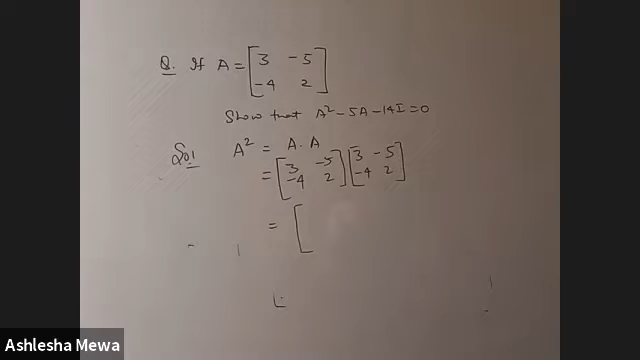 Q. If A = [3 -5
-4 2]
Show that A² - 5A - 14I = 0
Sol A² = A. A
= [3 -5
-4 2] [3 -5
-4 2]
= [
Ashlesha Mewa